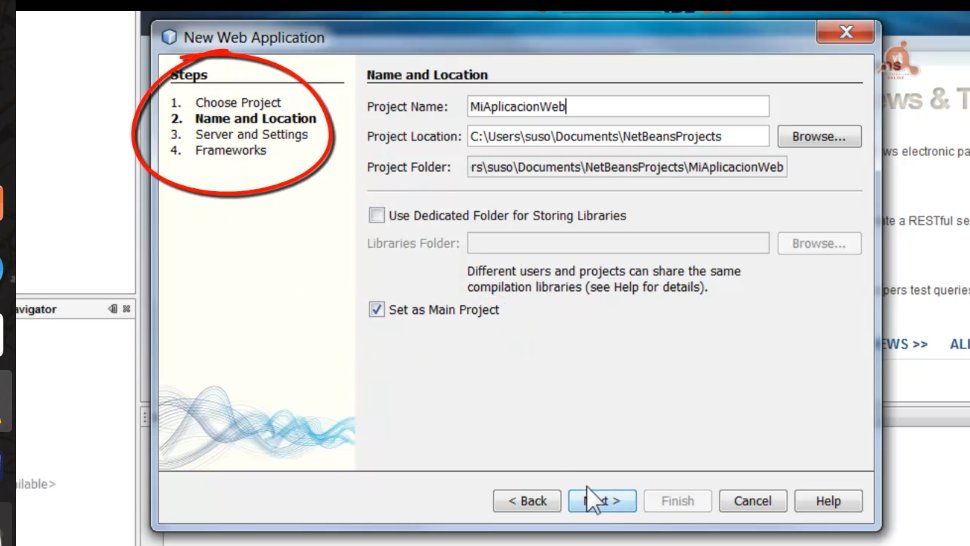 New Web Application
Steps
1. Choose Project
2. Name and Location
3. Server and Settings
4. Frameworks
Name and Location
Project Name: MiAplicacionWeb
Project Location: C:\Users\suso\Documents\NetBeansProjects Browse...
Project Folder: rs\suso\Documents\NetBeansProjects\MiAplicacionWeb
Use Dedicated Folder for Storing Libraries
Libraries Folder: Browse...
Different users and projects can share the same
compilation libraries (see Help for details).
Set as Main Project
< Back Next > Finish Cancel Help
avigator
ilable>
ews & T
ws electronic pa
ate a RESTful se
pers test queries
EWS >> ALL